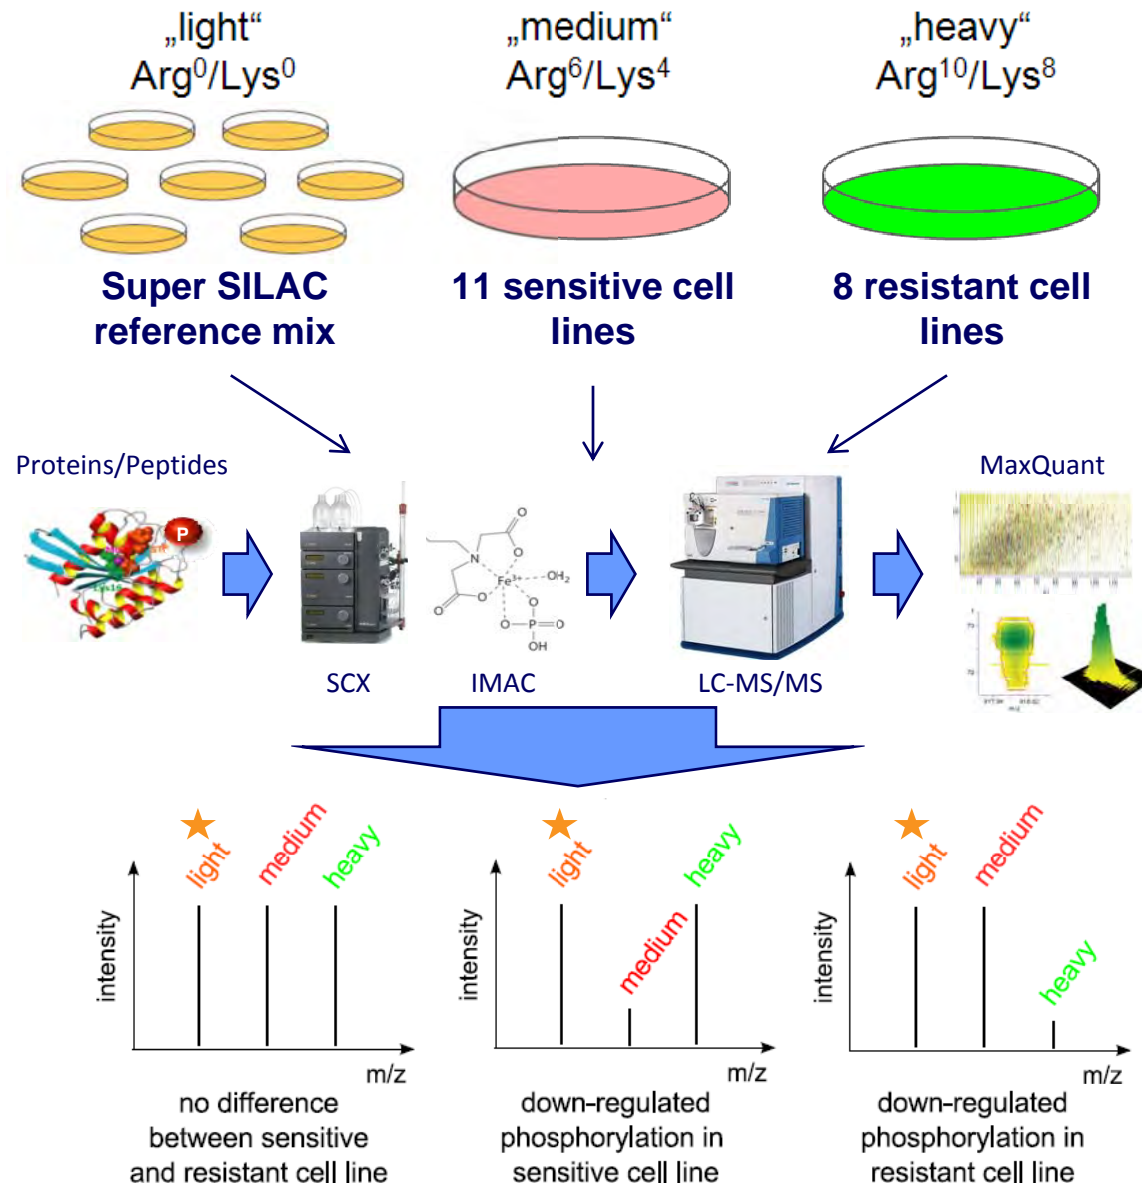 „light“
Arg⁰/Lys⁰
„medium“
Arg⁶/Lys⁴
„heavy“
Arg¹⁰/Lys⁸
Super SILAC
reference mix
11 sensitive cell
lines
8 resistant cell
lines
Proteins/Peptides
P
SCX
O
O
N
Fe³⁺
OH₂
O
O
O
O
P
O
OH
IMAC
LC-MS/MS
MaxQuant
light
medium
heavy
intensity
m/z
no difference
between sensitive
and resistant cell line
light
medium
heavy
intensity
m/z
down-regulated
phosphorylation in
sensitive cell line
light
medium
heavy
intensity
m/z
down-regulated
phosphorylation in
resistant cell line